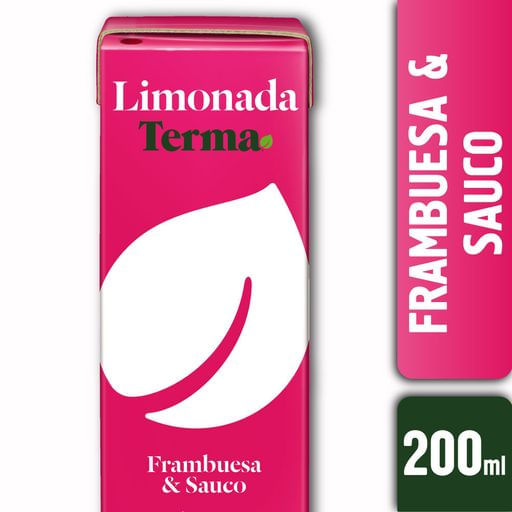 Limonada
Terma
Frambuesa
& Sauco
FRAMBUESA &
SAUCO
200ml